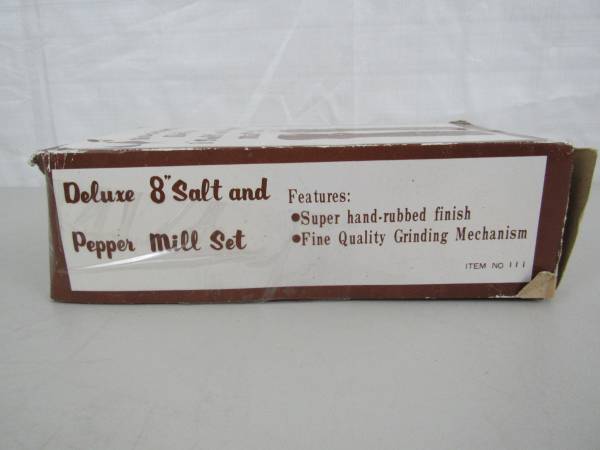 Deluxe 8" Salt and
Pepper Mill Set
Features:
•Super hand-rubbed finish
•Fine Quality Grinding Mechanism
ITEM NO 111